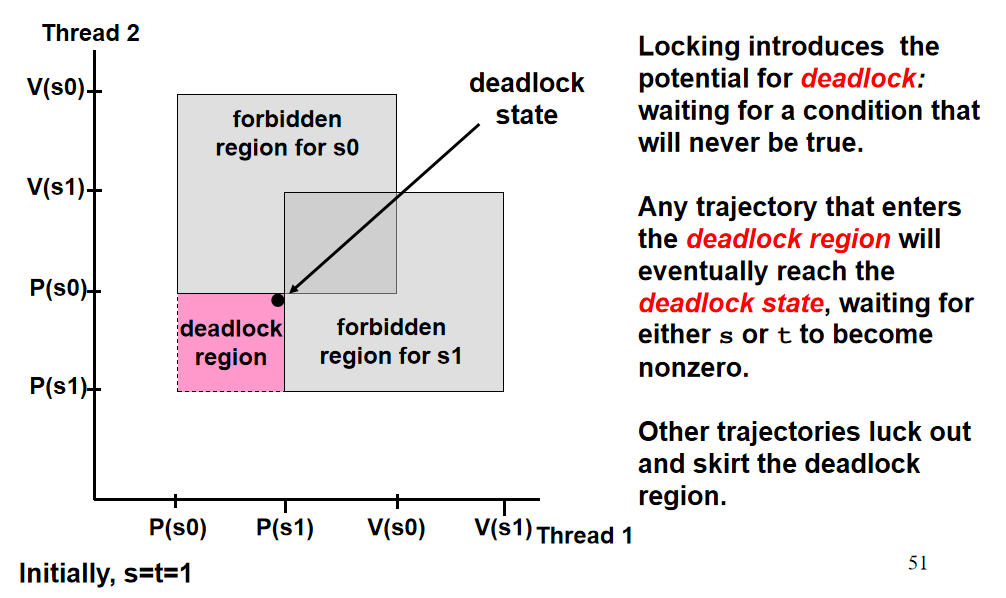 Thread 2
V(s0)
V(s1)
P(s0)
P(s1)
forbidden
region for s0
deadlock
state
deadlock
region
forbidden
region for s1
P(s0)
P(s1)
V(s0)
V(s1)
Thread 1
Initially, s=t=1
Locking introduces the
potential for deadlock:
waiting for a condition that
will never be true.
Any trajectory that enters
the deadlock region will
eventually reach the
deadlock state, waiting for
either s or t to become
nonzero.
Other trajectories luck out
and skirt the deadlock
region.
51